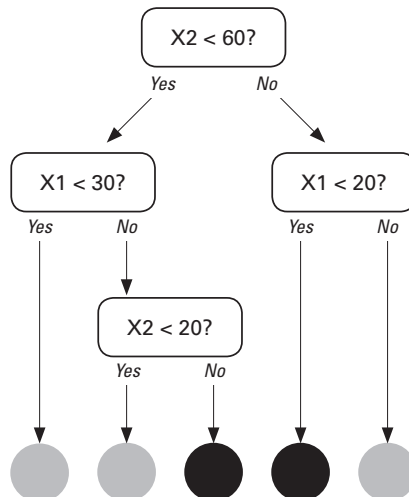 X2 < 60?
Yes No
X1 < 30? X1 < 20?
Yes No Yes No
X2 < 20?
Yes No